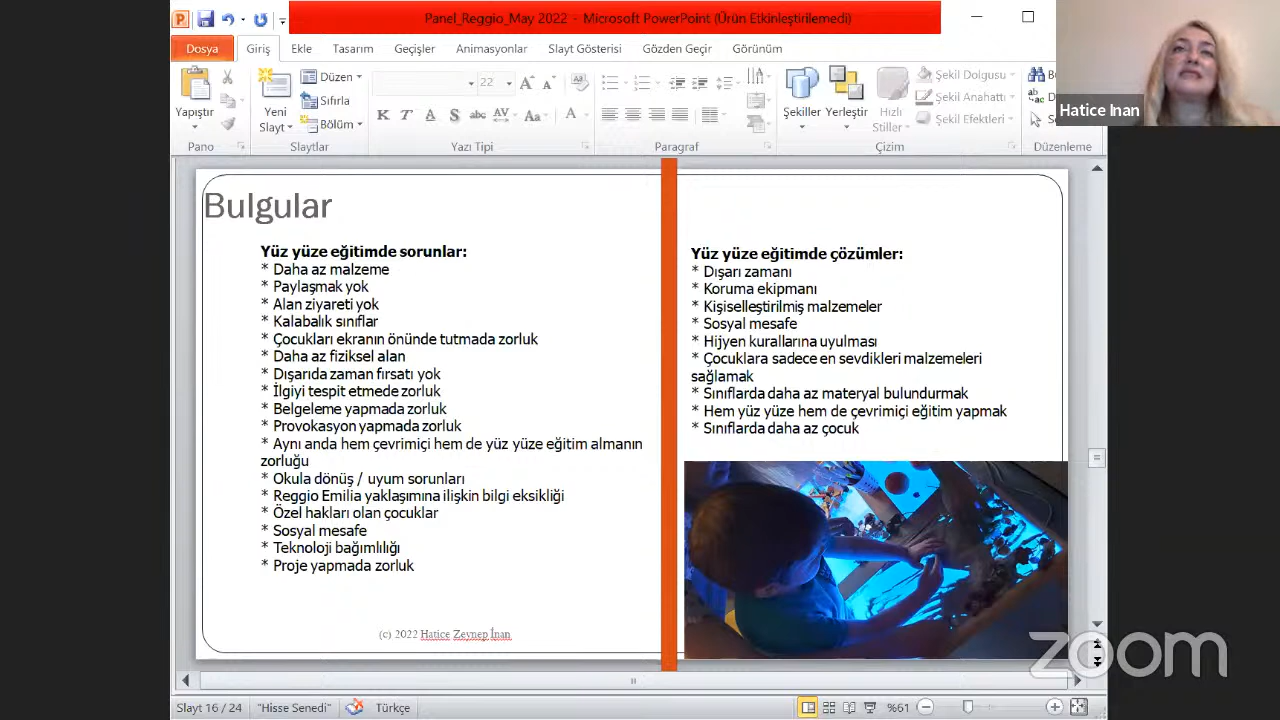 Panel_Reggio_May 2022 - Microsoft PowerPoint (Ürün Etkinleştirilemedi)
Dosya
Giriş
Ekle
Tasarım
Geçişler
Animasyonlar
Slayt Gösterisi
Gözden Geçir
Görünüm
Yapıştır
Yeni
Slayt
Düzen
Sıfırla
Bölüm
22
K T A S abc AV Aa A
Şekiller
Yerleştir
Hızlı
Stiller
Şekil Dolgusu
Şekil Anahattı
Şekil Efektleri
Pano
Slaytlar
Yazı Tipi
Paragraf
Çizim
Düzenleme
Hatice Inan
Bulgular
Yüz yüze eğitimde sorunlar:
* Daha az malzeme
* Paylaşmak yok
* Alan ziyareti yok
* Kalabalık sınıflar
* Çocukları ekranın önünde tutmada zorluk
* Daha az fiziksel alan
* Dışarıda zaman fırsatı yok
* İlgiyi tespit etmede zorluk
* Belgeleme yapmada zorluk
* Provokasyon yapmada zorluk
* Aynı anda hem çevrimiçi hem de yüz yüze eğitim almanın
zorluğu
* Okula dönüş / uyum sorunları
* Reggio Emilia yaklaşımına ilişkin bilgi eksikliği
* Özel hakları olan çocuklar
* Sosyal mesafe
* Teknoloji bağımlılığı
* Proje yapmada zorluk
Yüz yüze eğitimde çözümler:
* Dışarı zamanı
* Koruma ekipmanı
* Kişiselleştirilmiş malzemeler
* Sosyal mesafe
* Hijyen kurallarına uyulması
* Çocuklara sadece en sevdikleri malzemeleri
sağlamak
* Sınıflarda daha az materyal bulundurmak
* Hem yüz yüze hem de çevrimiçi eğitim yapmak
* Sınıflarda daha az çocuk
(c) 2022 Hatice Zeynep İnan
zoom
Slayt 16 / 24
"Hisse Senedi"
Türkçe
%61